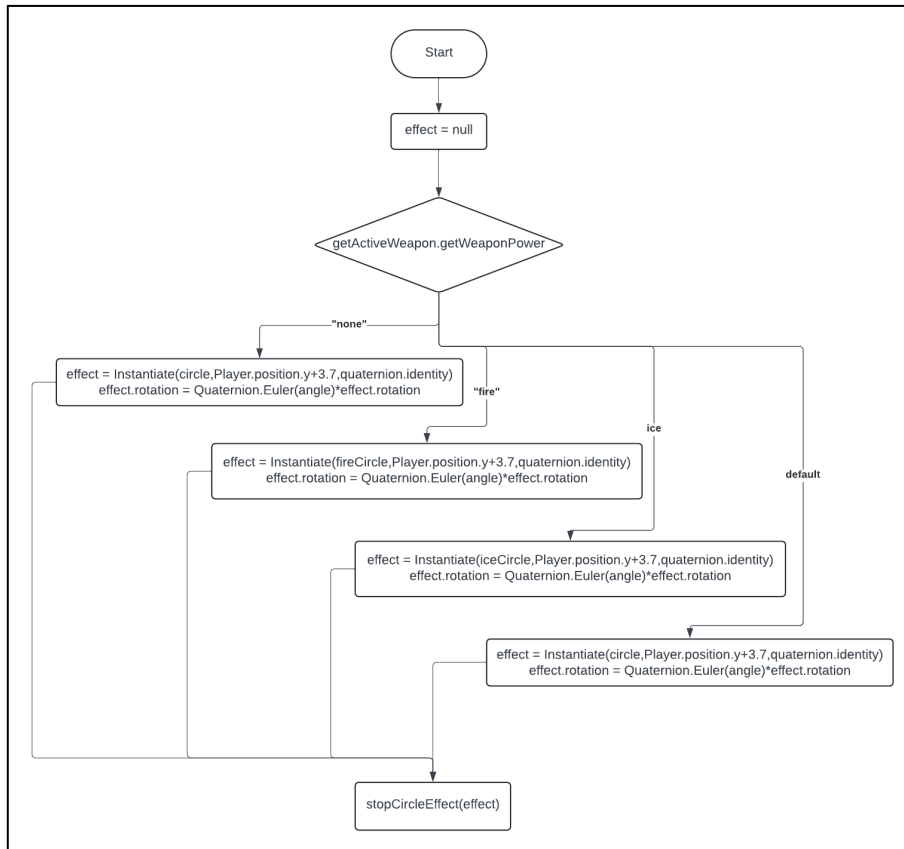 Start
effect = null
getActiveWeapon.getWeaponPower
"none"
effect = Instantiate(circle,Player.position.y+3.7,quaternion.identity)
effect.rotation = Quaternion.Euler(angle)*effect.rotation
"fire"
effect = Instantiate(fireCircle,Player.position.y+3.7,quaternion.identity)
effect.rotation = Quaternion.Euler(angle)*effect.rotation
ice
effect = Instantiate(iceCircle,Player.position.y+3.7,quaternion.identity)
effect.rotation = Quaternion.Euler(angle)*effect.rotation
default
effect = Instantiate(circle,Player.position.y+3.7,quaternion.identity)
effect.rotation = Quaternion.Euler(angle)*effect.rotation
stopCircleEffect(effect)